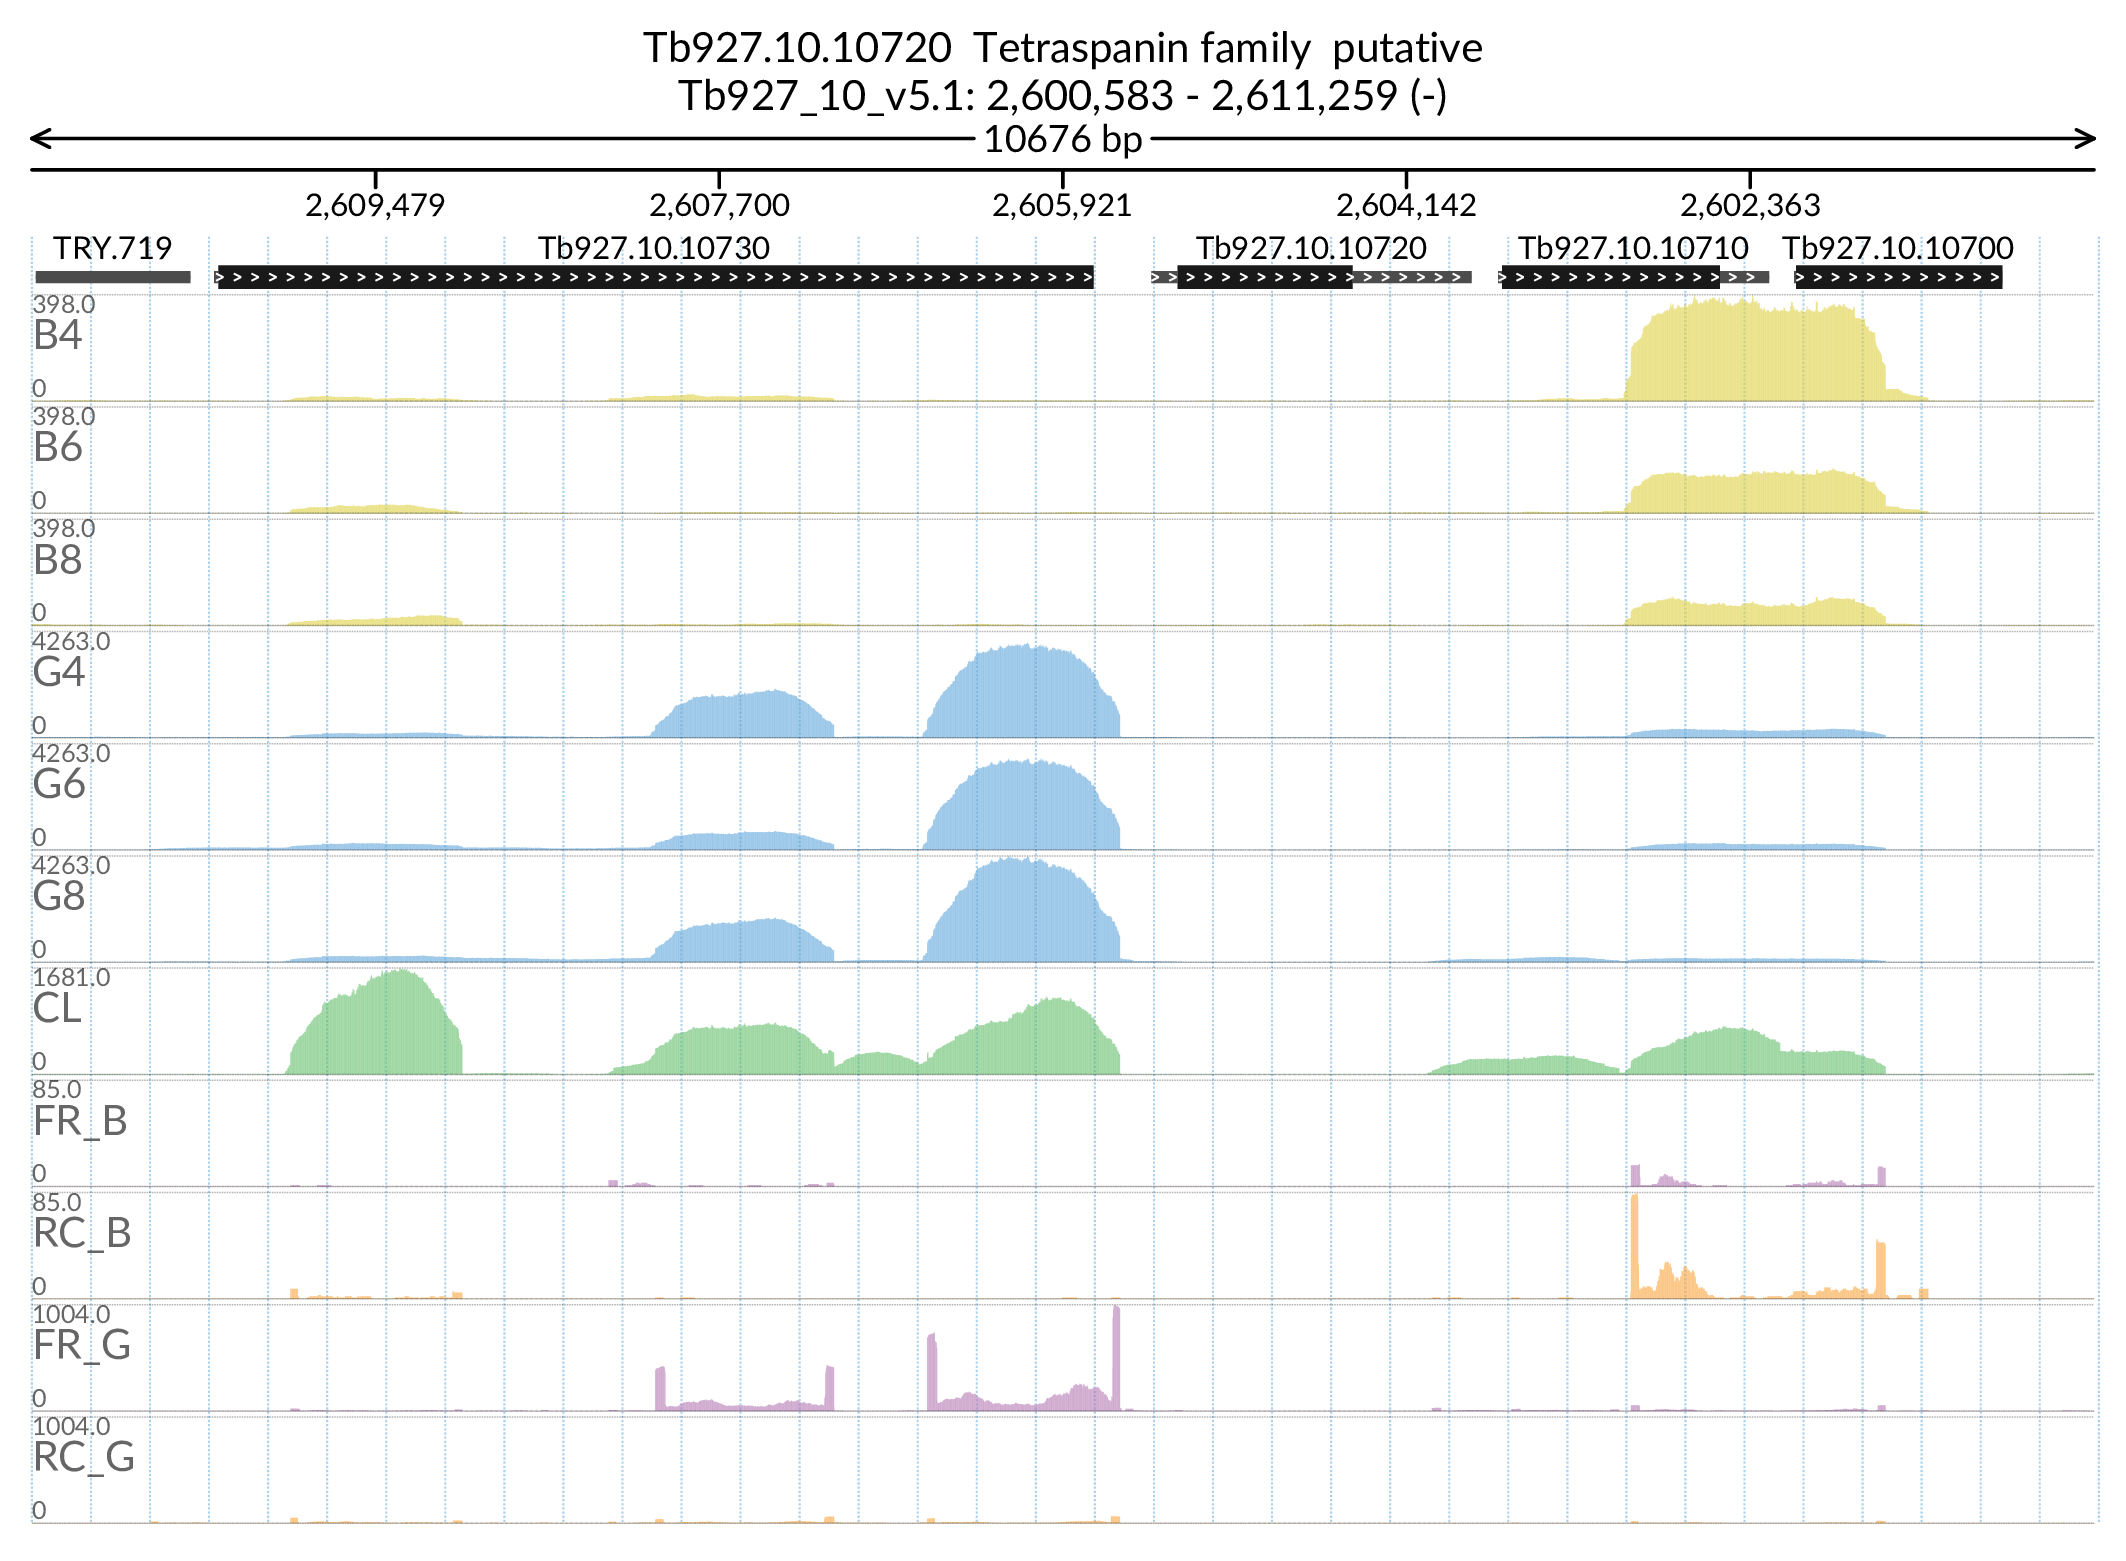 Tb927.10.10720  Tetraspanin family  putative
Tb927_10_v5.1: 2,600,583 - 2,611,259 (-)
10676 bp
2,609,479 2,607,700 2,605,921 2,604,142 2,602,363
TRY.719 Tb927.10.10730 Tb927.10.10720 Tb927.10.10710 Tb927.10.10700
398.0
B4
0
398.0
B6
0
398.0
B8
0
4263.0
G4
0
4263.0
G6
0
4263.0
G8
0
1681.0
CL
0
85.0
FR_B
0
85.0
RC_B
0
1004.0
FR_G
0
1004.0
RC_G
0